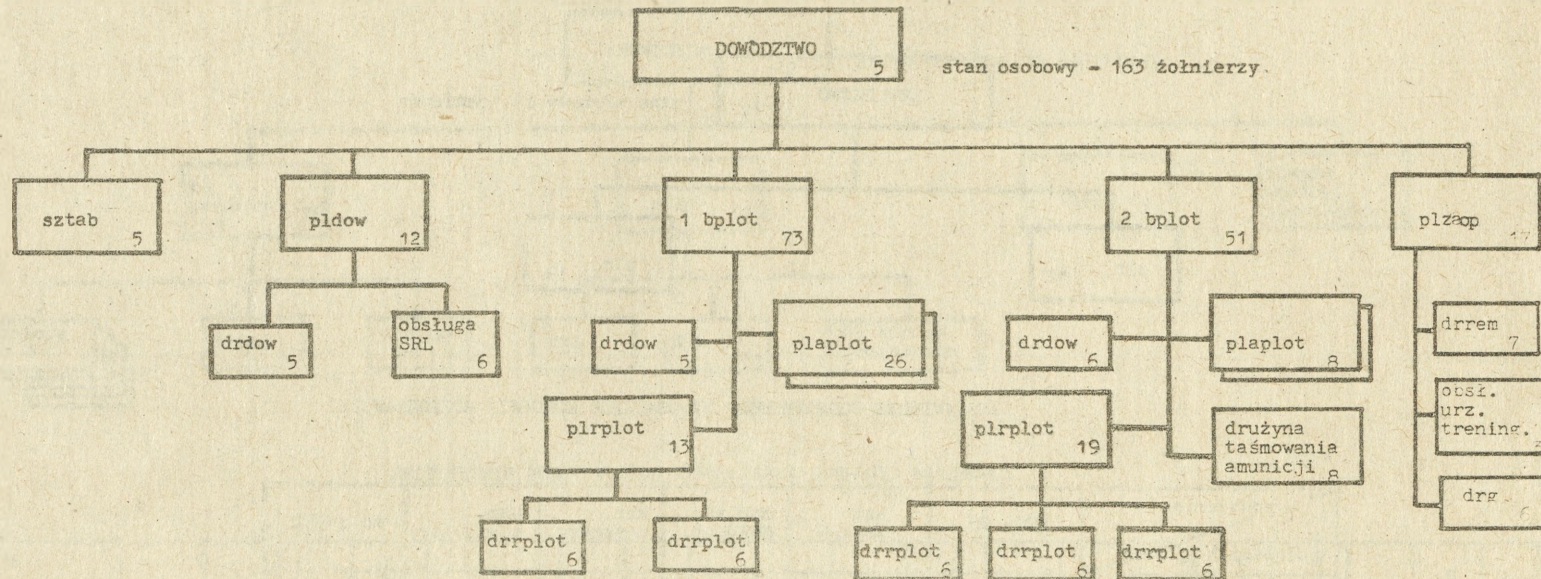 DOWÓDZTWO
5
stan osobowy - 163 żołnierzy
sztab
5
pldow
12
1 bplot
73
2 bplot
51
plzaop
17
drdow
5
obsługa
SRL
6
drdow
5
plaplot
26
drdow
6
plaplot
8
drrem
7
plrplot
13
plrplot
19
drużyna
taśmowania
amunicji
8
obsł.
urz.
trening.
drg
6
drrplot
6
drrplot
6
drrplot
6
drrplot
6
drrplot
6